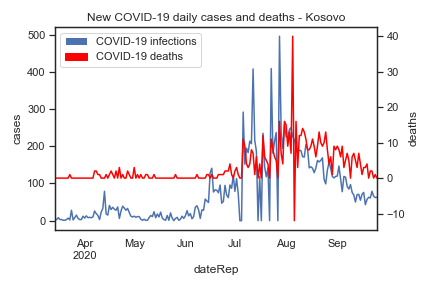 New COVID-19 daily cases and deaths - Kosovo
COVID-19 infections
COVID-19 deaths
500
400
300
200
100
0
cases
40
30
20
10
0
−10
deaths
Apr
2020
May
Jun
Jul
Aug
Sep
dateRep